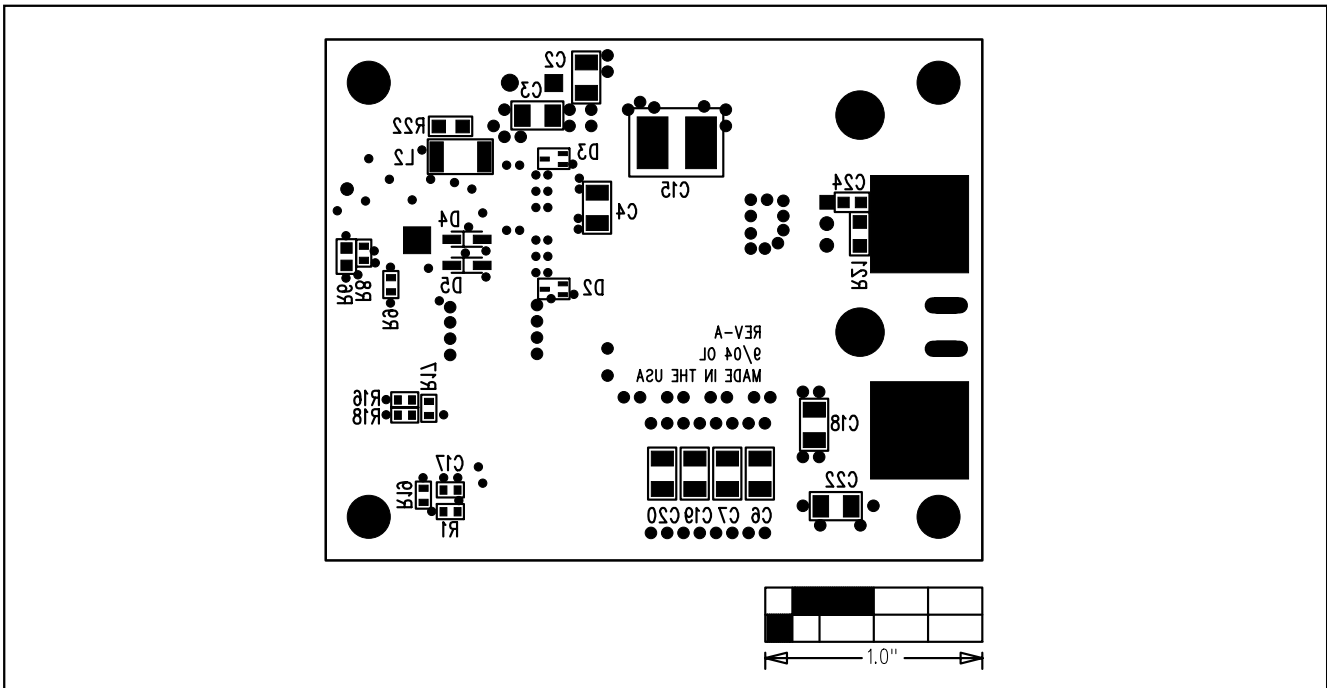 C2
C3
R22
L2
D3
C15
C24
C4
D4
R21
R6
R8
R9
D5
D2
REV-A
9/04 OL
MADE IN THE USA
R17
R16
R18
C18
C17
R19
R1
C22
C20 C19 C7 C6
1.0"